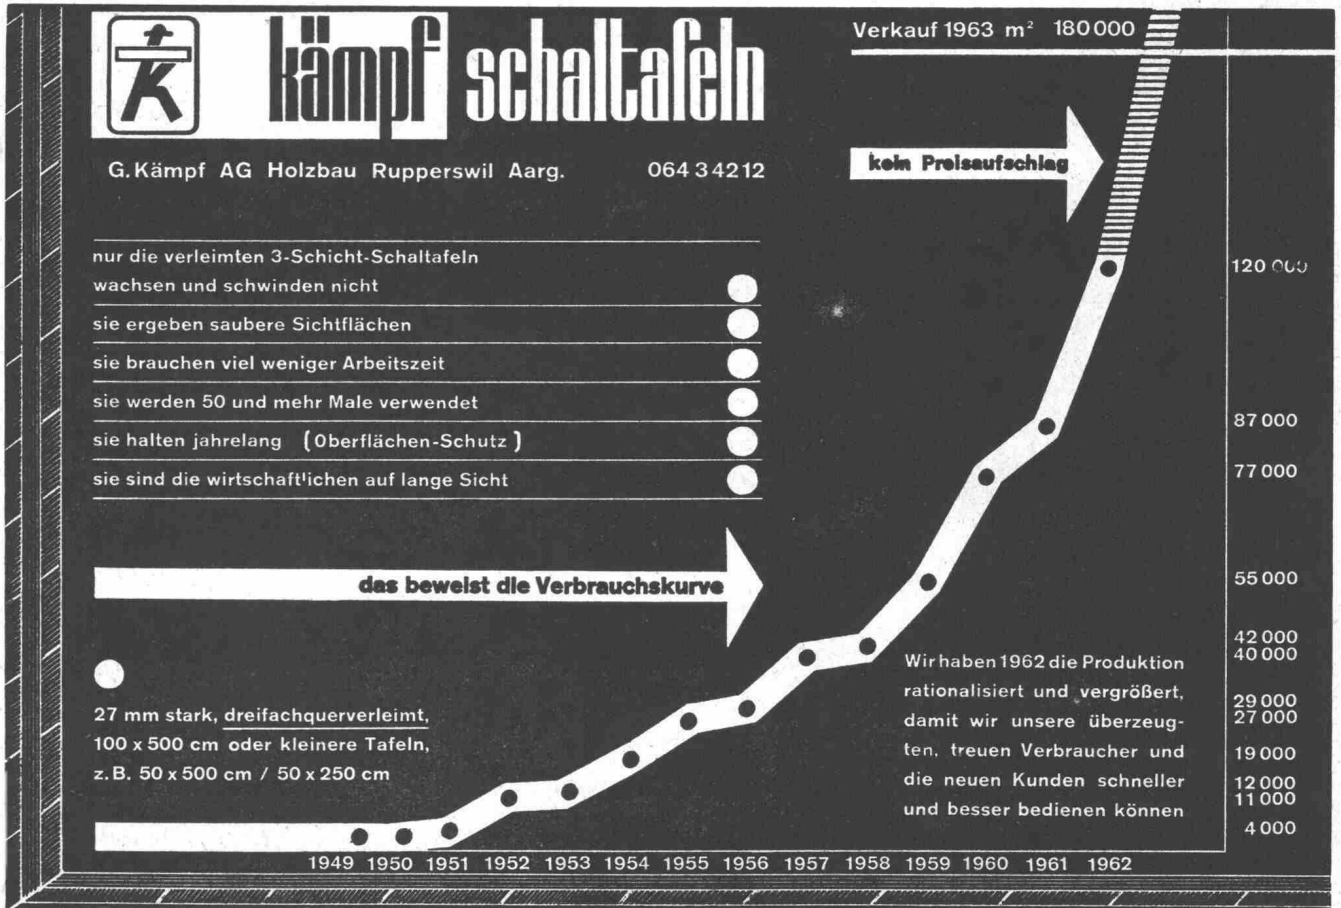 kämpf schaltafeln
G. Kämpf AG Holzbau Rupperswil Aarg. 064 3 42 12
Verkauf 1963 m² 180 000
kein Preisaufschlag
nur die verleimten 3-Schicht-Schaltafeln
wachsen und schwinden nicht
sie ergeben saubere Sichtflächen
sie brauchen viel weniger Arbeitszeit
sie werden 50 und mehr Male verwendet
sie halten jahrelang (Oberflächen-Schutz)
sie sind die wirtschaft'ichen auf lange Sicht
das beweist die Verbrauchskurve
27 mm stark, dreifachquerverleimt,
100 x 500 cm oder kleinere Tafeln,
z.B. 50 x 500 cm / 50 x 250 cm
Wir haben 1962 die Produktion
rationalisiert und vergrößert,
damit wir unsere überzeug-
ten, treuen Verbraucher und
die neuen Kunden schneller
und besser bedienen können
120 000
87 000
77 000
55 000
42 000
40 000
29 000
27 000
19 000
12 000
11 000
4 000
1949 1950 1951 1952 1953 1954 1955 1956 1957 1958 1959 1960 1961 1962